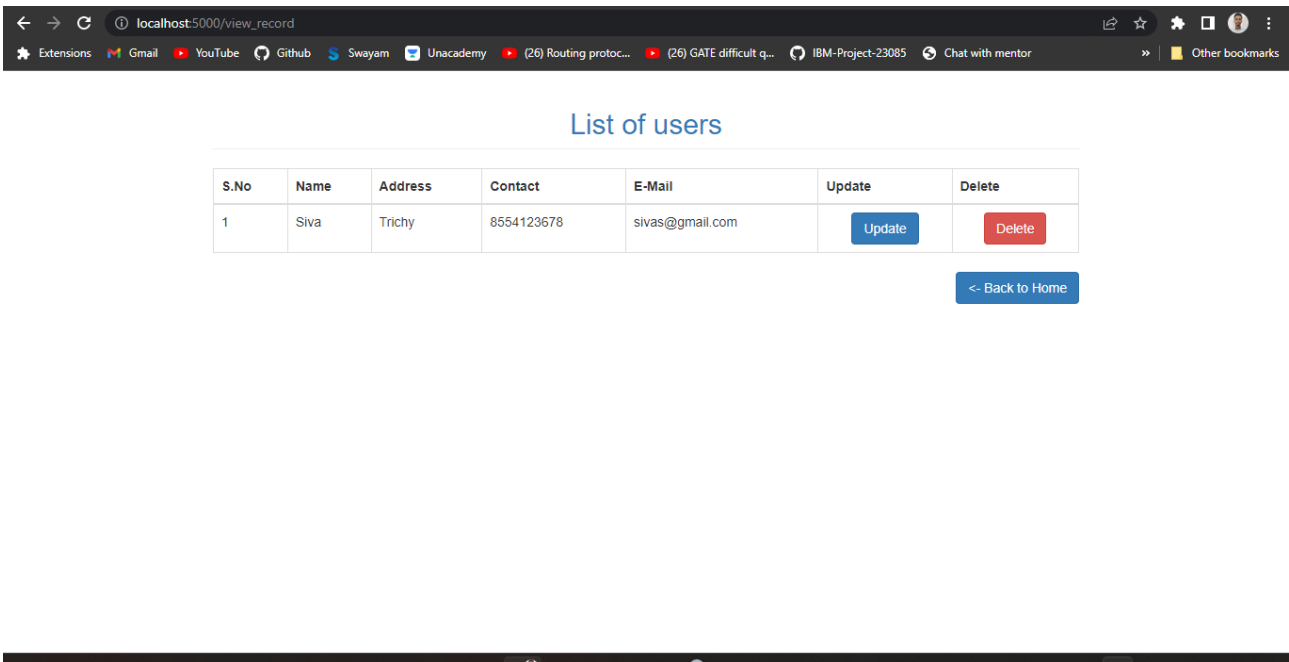 localhost:5000/view_record
Extensions Gmail YouTube Github Swayam Unacademy (26) Routing protoc... (26) GATE difficult q... IBM-Project-23085 Chat with mentor » Other bookmarks
List of users
S.No Name Address Contact E-Mail Update Delete
1 Siva Trichy 8554123678 sivas@gmail.com Update Delete
<- Back to Home